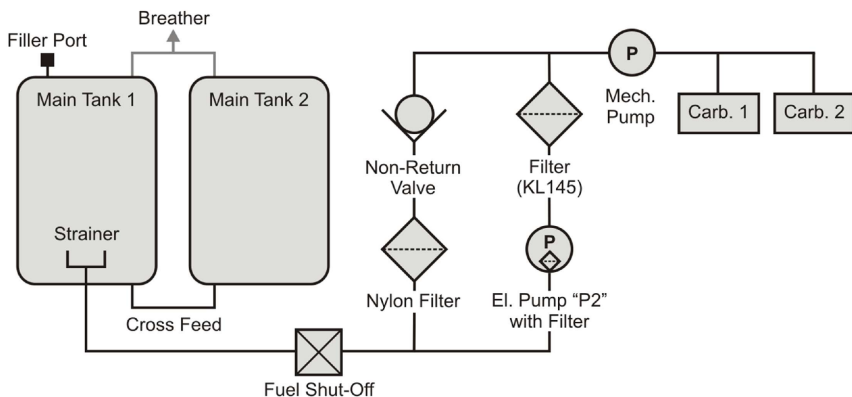 Breather
Filler Port
Main Tank 1
Main Tank 2
Strainer
Cross Feed
Fuel Shut-Off
Non-Return
Valve
Nylon Filter
Filter
(KL145)
P
El. Pump “P2”
with Filter
P
Mech.
Pump
Carb. 1
Carb. 2